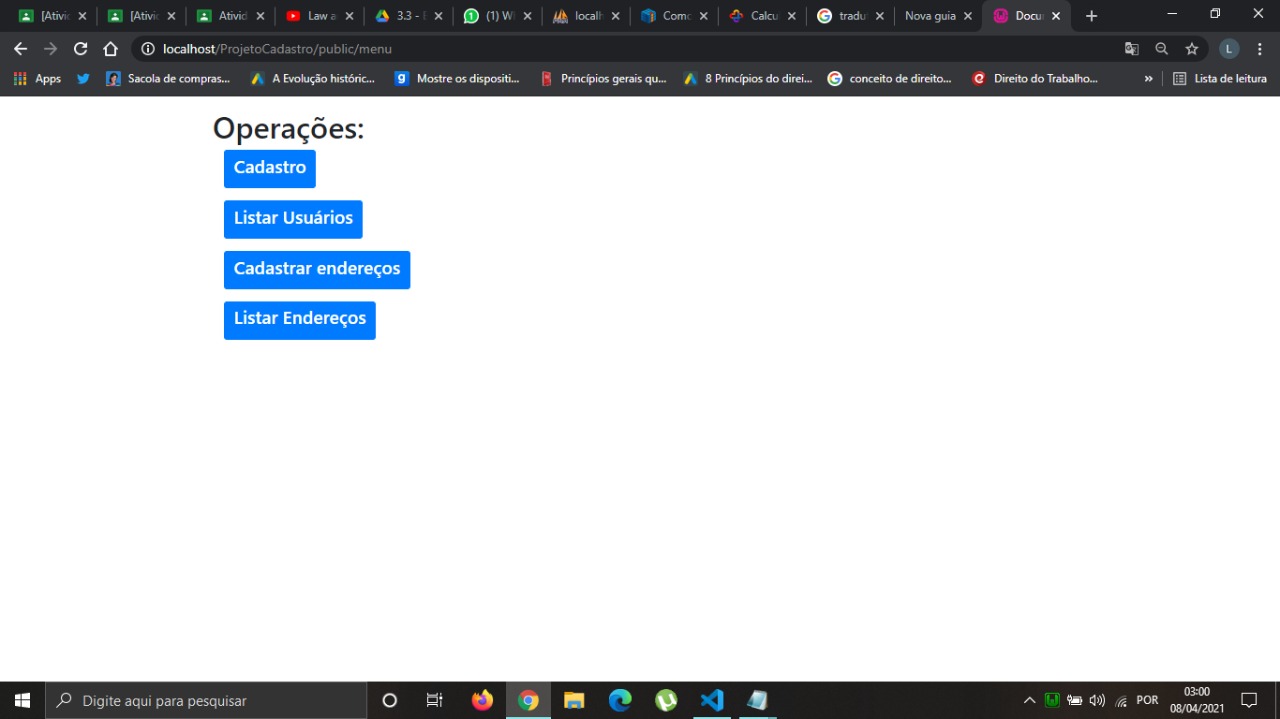 [Ativi
[Ativi
Ativid
Law a
3.3 - E
(1) W
localh
Como
Calcu
tradu
Nova guia
Docu
localhost/ProjetoCadastro/public/menu
L
Apps
Sacola de compras...
A Evolução históric...
Mostre os dispositi...
Princípios gerais qu...
8 Princípios do direi...
conceito de direito...
Direito do Trabalho...
»
Lista de leitura
Operações:
Cadastro
Listar Usuários
Cadastrar endereços
Listar Endereços
Digite aqui para pesquisar
POR
03:00
08/04/2021